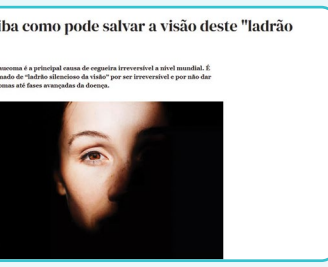 iba como pode salvar a visão deste "ladrão
aucoma é a principal causa de cegueira irreversível a nível mundial. É
mado de “ladrão silencioso da visão” por ser irreversível e por não dar
omas até fases avançadas da doença.